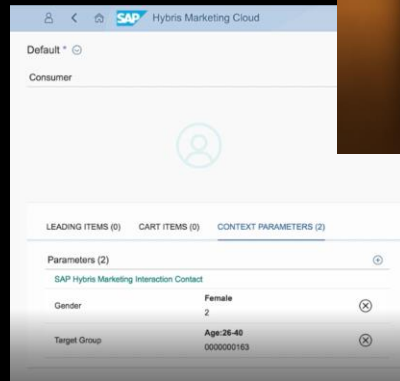 SAP Hybris Marketing Cloud
Default *
Consumer
LEADING ITEMS (0) CART ITEMS (0) CONTEXT PARAMETERS (2)
Parameters (2)
SAP Hybris Marketing Interaction Contact
Gender Female
2
Target Group Age:26-40
0000000163